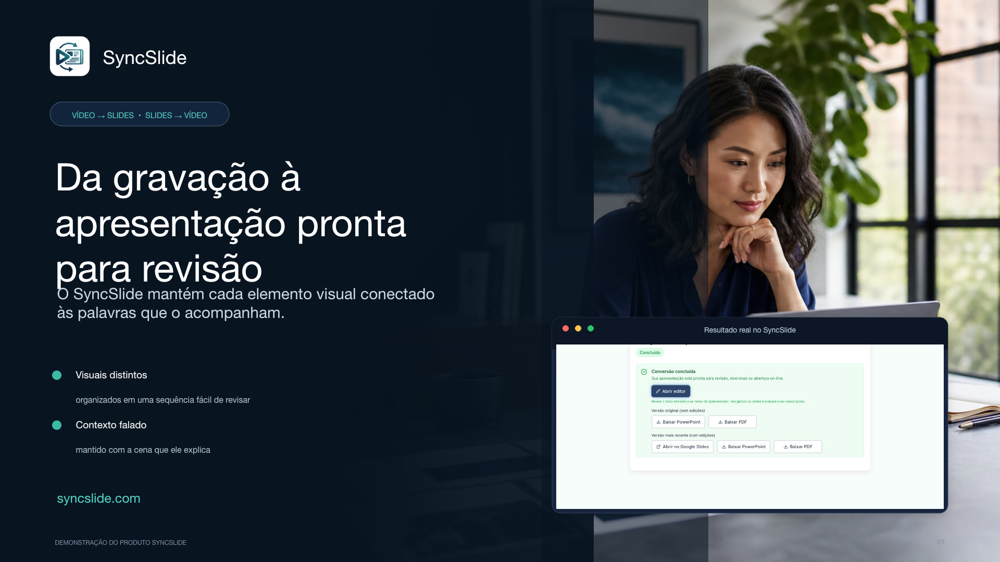 SyncSlide
VÍDEO → SLIDES • SLIDES → VÍDEO
Da gravação à
apresentação pronta
para revisão
O SyncSlide mantém cada elemento visual conectado
às palavras que o acompanham.
Visuais distintos
organizados em uma sequência fácil de revisar
Contexto falado
mantido com a cena que ele explica
syncslide.com
DEMONSTRAÇÃO DO PRODUTO SYNCSLIDE
Resultado real no SyncSlide
Concluído
Conversão concluída
Sua apresentação está pronta para revisão, download ou abertura on-line.
Abrir editor
Revise o texto extraído e as notas do apresentador, reorganize os slides e prepare suas exportações.
Versão original (sem edições)
Baixar PowerPoint Baixar PDF
Versão mais recente (com edições)
Abrir no Google Slides Baixar PowerPoint Baixar PDF
01